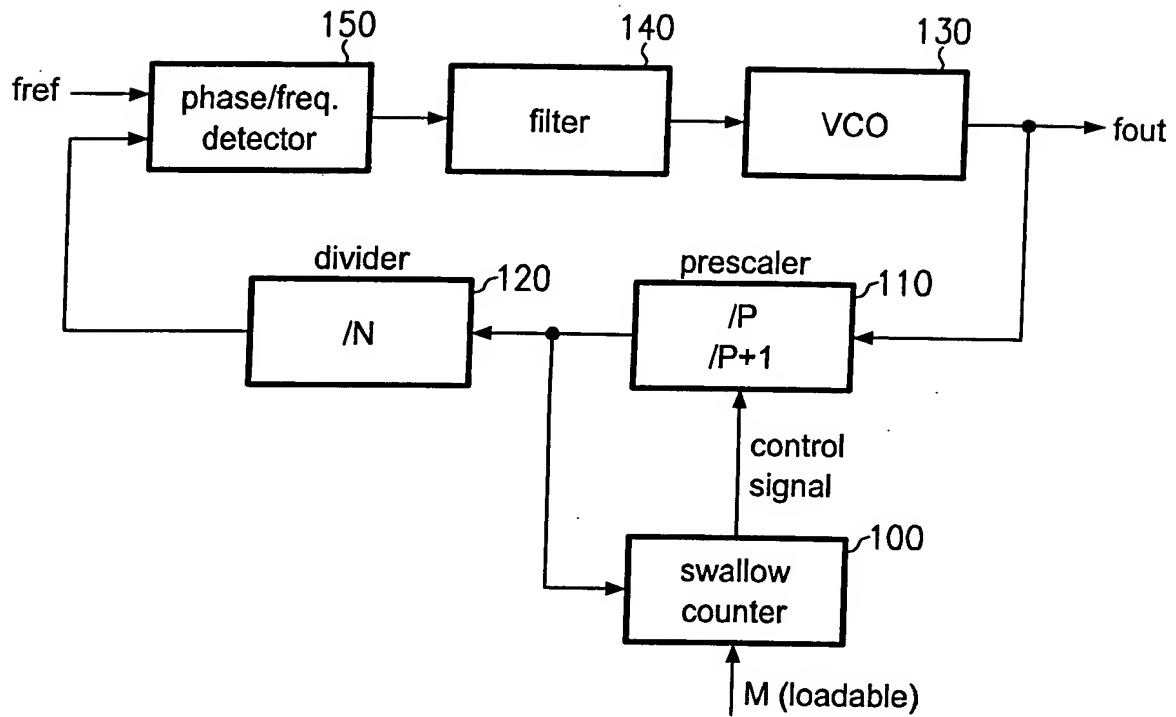 150
140
130
fref
phase/freq.
detector
filter
VCO
fout
divider
120
prescaler
110
/N
/P
/P+1
control
signal
100
swallow
counter
M (loadable)